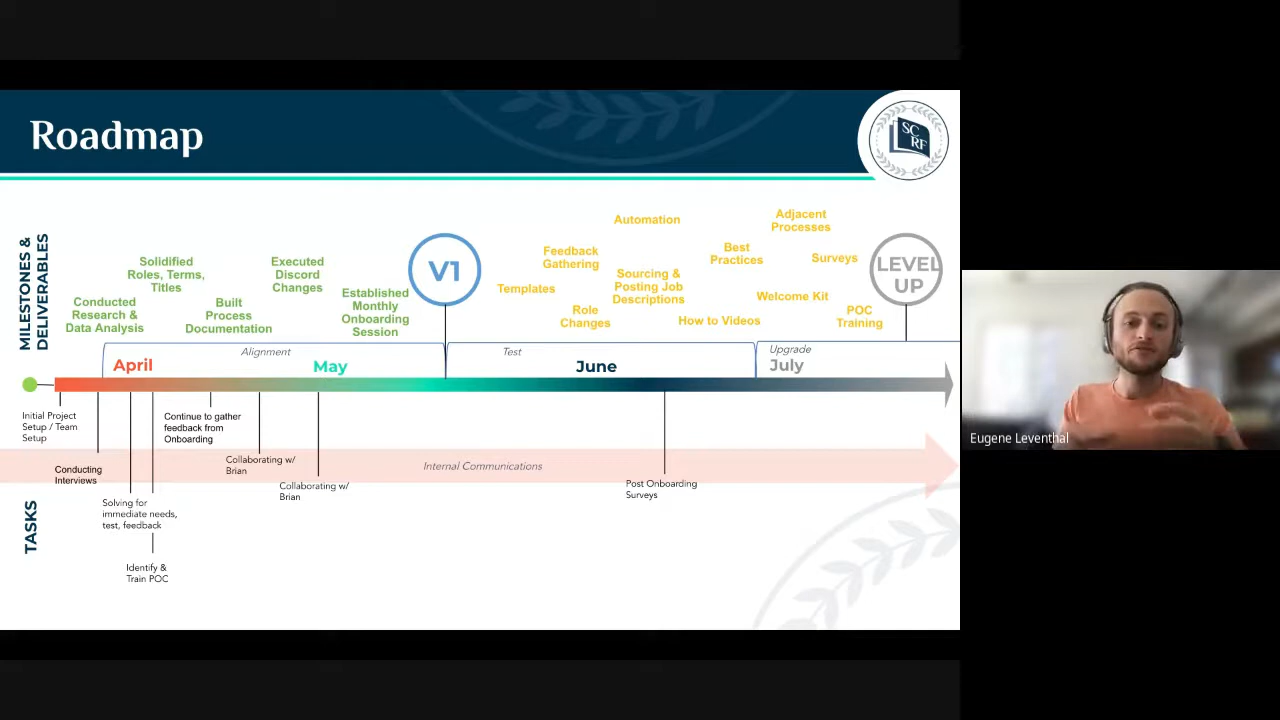 Roadmap
SC
RF
MILESTONES &
DELIVERABLES
Conducted
Research &
Data Analysis
Solidified
Roles, Terms,
Titles
Built
Process
Documentation
Executed
Discord
Changes
Established
Monthly
Onboarding
Session
V1
Templates
Feedback
Gathering
Role
Changes
Automation
Sourcing &
Posting Job
Descriptions
Best
Practices
How to Videos
Adjacent
Processes
Surveys
Welcome Kit
POC
Training
LEVEL
UP
Alignment
Test
Upgrade
April
May
June
July
Initial Project
Setup / Team
Setup
Continue to gather
feedback from
Onboarding
Conducting
Interviews
Collaborating w/
Brian
Collaborating w/
Brian
Internal Communications
Post Onboarding
Surveys
TASKS
Solving for
immediate needs,
test, feedback
Identify &
Train POC
Eugene Leventhal